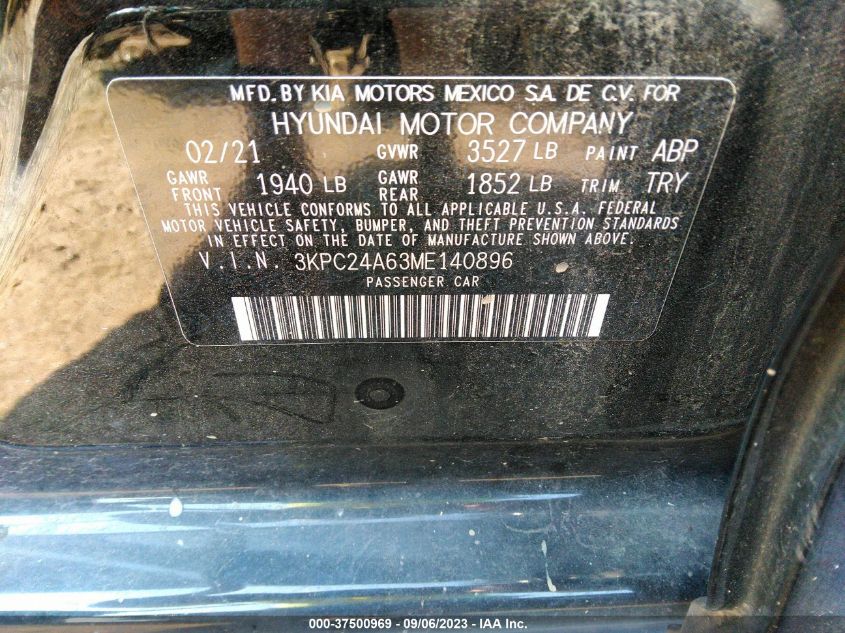 MFD. BY KIA MOTORS MEXICO S.A. DE C.V. FOR
HYUNDAI MOTOR COMPANY
02/21 GVWR 3527 LB PAINT ABP
GAWR FRONT 1940 LB GAWR REAR 1852 LB TRIM TRY
THIS VEHICLE CONFORMS TO ALL APPLICABLE U.S.A. FEDERAL
MOTOR VEHICLE SAFETY, BUMPER, AND THEFT PREVENTION STANDARDS
IN EFFECT ON THE DATE OF MANUFACTURE SHOWN ABOVE.
V.I.N. 3KPC24A63ME140896
PASSENGER CAR
000-37500969 - 09/06/2023 - IAA Inc.